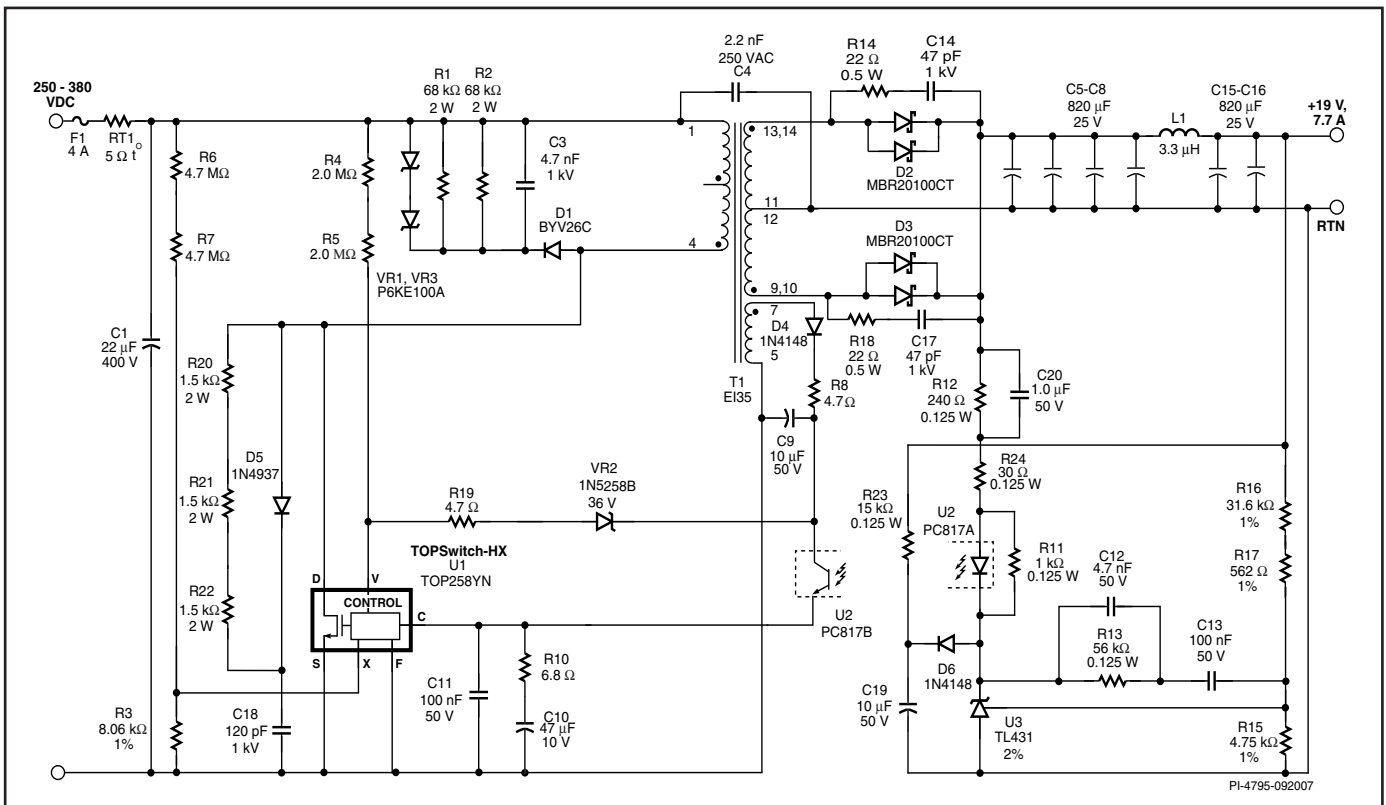 250 - 380
VDC
F1
4 A
RT1
5 Ω
t
o
R6
4.7 MΩ
R7
4.7 MΩ
C1
22 µF
400 V
R3
8.06 kΩ
1%
R4
2.0 MΩ
R5
2.0 MΩ
VR1, VR3
P6KE100A
R1
68 kΩ
2 W
R2
68 kΩ
2 W
C3
4.7 nF
1 kV
D1
BYV26C
R20
1.5 kΩ
2 W
R21
1.5 kΩ
2 W
R22
1.5 kΩ
2 W
D5
1N4937
C18
120 pF
1 kV
2.2 nF
250 VAC
C4
1
4
13,14
11
12
9,10
7
5
T1
EI35
R14
22 Ω
0.5 W
C14
47 pF
1 kV
D2
MBR20100CT
D3
MBR20100CT
C5-C8
820 µF
25 V
L1
3.3 µH
C15-C16
820 µF
25 V
+19 V,
7.7 A
RTN
D4
1N4148
R8
4.7Ω
C9
10 µF
50 V
R18
22 Ω
0.5 W
C17
47 pF
1 kV
R12
240 Ω
0.125 W
C20
1.0 µF
50 V
R24
30 Ω
0.125 W
R19
4.7 Ω
VR2
1N5258B
36 V
TOPSwitch-HX
U1
TOP258YN
D
V
CONTROL
C
S
X
F
C11
100 nF
50 V
R10
6.8 Ω
C10
47 µF
10 V
U2
PC817B
R23
15 kΩ
0.125 W
U2
PC817A
R11
1 kΩ
0.125 W
C12
4.7 nF
50 V
R13
56 kΩ
0.125 W
C13
100 nF
50 V
R16
31.6 kΩ
1%
R17
562 Ω
1%
D6
1N4148
C19
10 µF
50 V
U3
TL431
2%
R15
4.75 kΩ
1%
PI-4795-092007